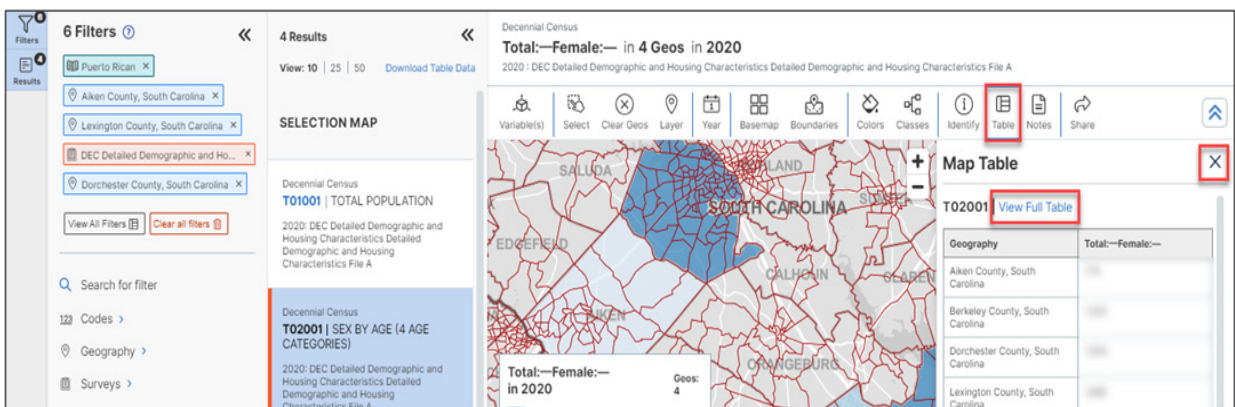 8
Filters
4
Results
6 Filters ?
Puerto Rican ×
Aiken County, South Carolina ×
Lexington County, South Carolina ×
DEC Detailed Demographic and Ho... ×
Dorchester County, South Carolina ×
View All Filters
Clear all filters
Search for filter
123 Codes >
Geography >
Surveys >
4 Results
View: 10 | 25 | 50 Download Table Data
SELECTION MAP
Decennial Census
T01001 | TOTAL POPULATION
2020: DEC Detailed Demographic and
Housing Characteristics Detailed
Demographic and Housing
Characteristics File A
Decennial Census
T02001 | SEX BY AGE (4 AGE
CATEGORIES)
2020: DEC Detailed Demographic and
Housing Characteristics Detailed
Demographic and Housing
Characteristics File A
Decennial Census
Total:—Female:— in 4 Geos in 2020
2020 : DEC Detailed Demographic and Housing Characteristics Detailed Demographic and Housing Characteristics File A
Variable(s) Select Clear Geos Layer Year Basemap Boundaries Colors Classes Identify Table Notes Share
SALUDA
SOUTH CAROLINA
EDGEFIELD
CALHOUN
AIKEN
ORANGEBURG
+
−
Total:—Female:—
in 2020
Geos:
4
Map Table
T02001 | View Full Table
Geography Total:—Female:—
Aiken County, South
Carolina
Berkeley County, South
Carolina
Dorchester County, South
Carolina
Lexington County, South
Carolina